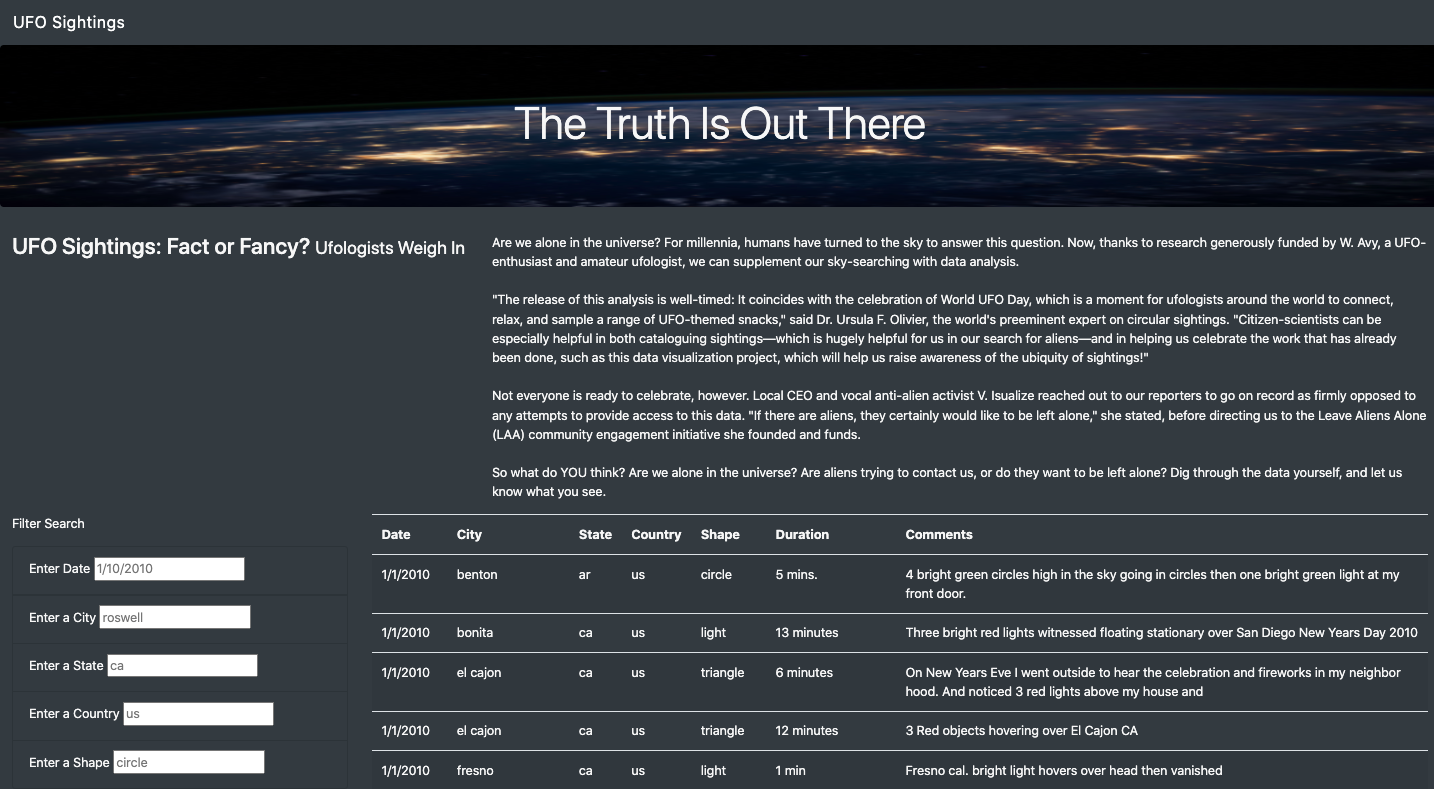 UFO Sightings
The Truth Is Out There
UFO Sightings: Fact or Fancy? Ufologists Weigh In
Are we alone in the universe? For millennia, humans have turned to the sky to answer this question. Now, thanks to research generously funded by W. Avy, a UFO-
enthusiast and amateur ufologist, we can supplement our sky-searching with data analysis.
"The release of this analysis is well-timed: It coincides with the celebration of World UFO Day, which is a moment for ufologists around the world to connect,
relax, and sample a range of UFO-themed snacks," said Dr. Ursula F. Olivier, the world's preeminent expert on circular sightings. "Citizen-scientists can be
especially helpful in both cataloguing sightings—which is hugely helpful for us in our search for aliens—and in helping us celebrate the work that has already
been done, such as this data visualization project, which will help us raise awareness of the ubiquity of sightings!"
Not everyone is ready to celebrate, however. Local CEO and vocal anti-alien activist V. Isualize reached out to our reporters to go on record as firmly opposed to
any attempts to provide access to this data. "If there are aliens, they certainly would like to be left alone," she stated, before directing us to the Leave Aliens Alone
(LAA) community engagement initiative she founded and funds.
So what do YOU think? Are we alone in the universe? Are aliens trying to contact us, or do they want to be left alone? Dig through the data yourself, and let us
know what you see.
Filter Search
Enter Date 1/10/2010
Enter a City roswell
Enter a State ca
Enter a Country us
Enter a Shape circle
Date City State Country Shape Duration Comments
1/1/2010 benton ar us circle 5 mins. 4 bright green circles high in the sky going in circles then one bright green light at my
front door.
1/1/2010 bonita ca us light 13 minutes Three bright red lights witnessed floating stationary over San Diego New Years Day 2010
1/1/2010 el cajon ca us triangle 6 minutes On New Years Eve I went outside to hear the celebration and fireworks in my neighbor
hood. And noticed 3 red lights above my house and
1/1/2010 el cajon ca us triangle 12 minutes 3 Red objects hovering over El Cajon CA
1/1/2010 fresno ca us light 1 min Fresno cal. bright light hovers over head then vanished